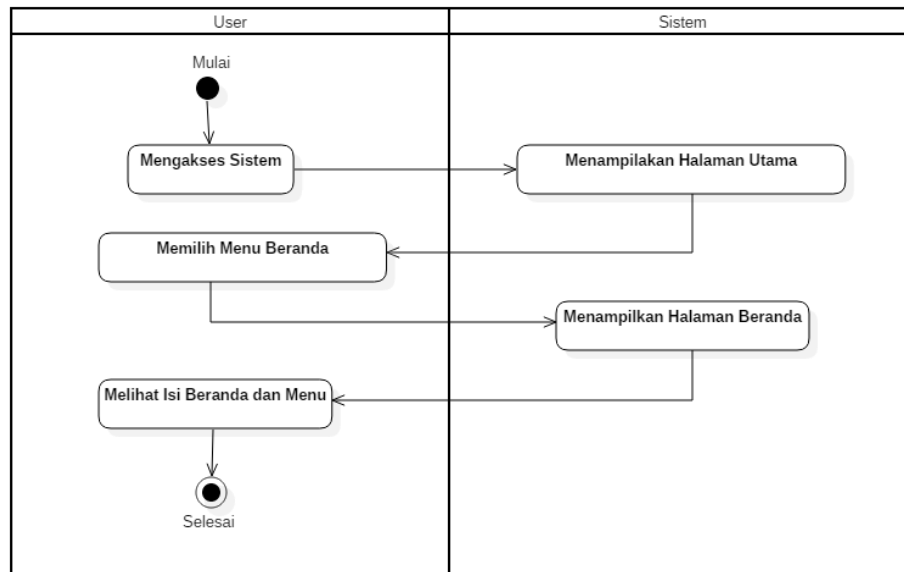 User
Sistem
Mulai
Mengakses Sistem
Menampilakan Halaman Utama
Memilih Menu Beranda
Menampilkan Halaman Beranda
Melihat Isi Beranda dan Menu
Selesai